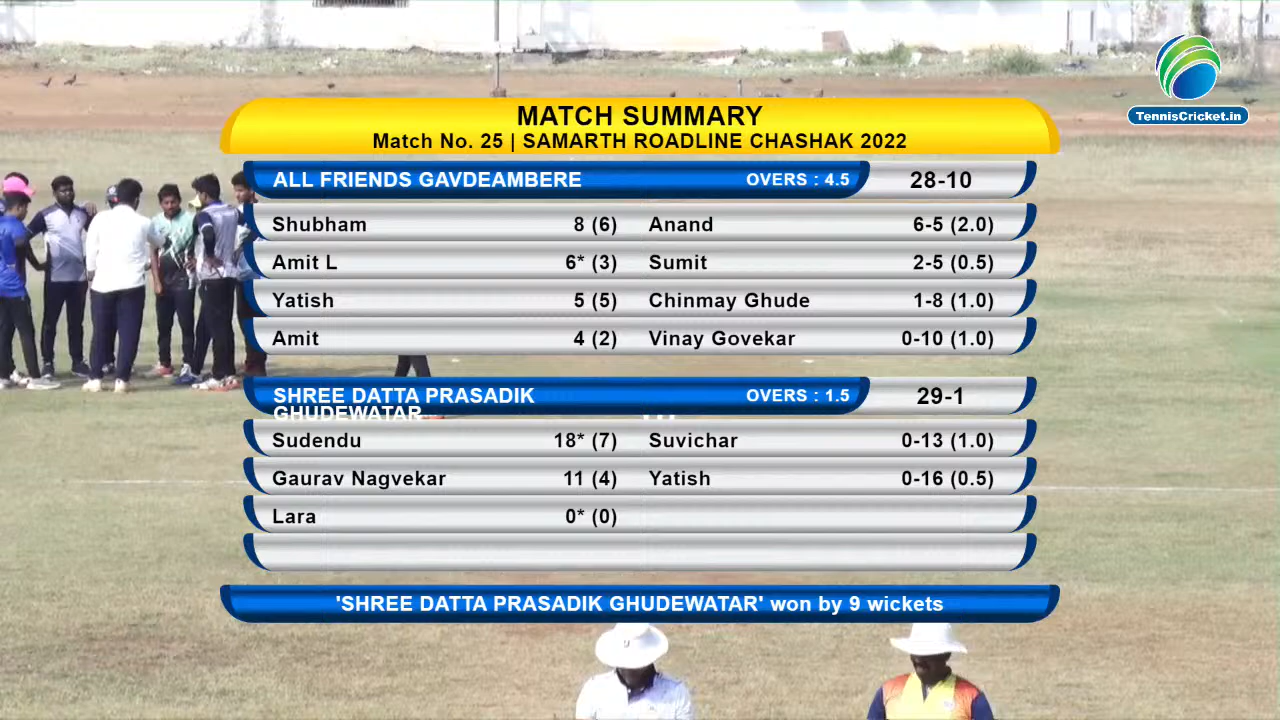 TennisCricket.in
MATCH SUMMARY
Match No. 25 | SAMARTH ROADLINE CHASHAK 2022
ALL FRIENDS GAVDEAMBERE OVERS : 4.5 28-10
Shubham 8 (6) Anand 6-5 (2.0)
Amit L 6* (3) Sumit 2-5 (0.5)
Yatish 5 (5) Chinmay Ghude 1-8 (1.0)
Amit 4 (2) Vinay Govekar 0-10 (1.0)
SHREE DATTA PRASADIK OVERS : 1.5 29-1
GHUDEWATAR
Sudendu 18* (7) Suvichar 0-13 (1.0)
Gaurav Nagvekar 11 (4) Yatish 0-16 (0.5)
Lara 0* (0)
'SHREE DATTA PRASADIK GHUDEWATAR' won by 9 wickets